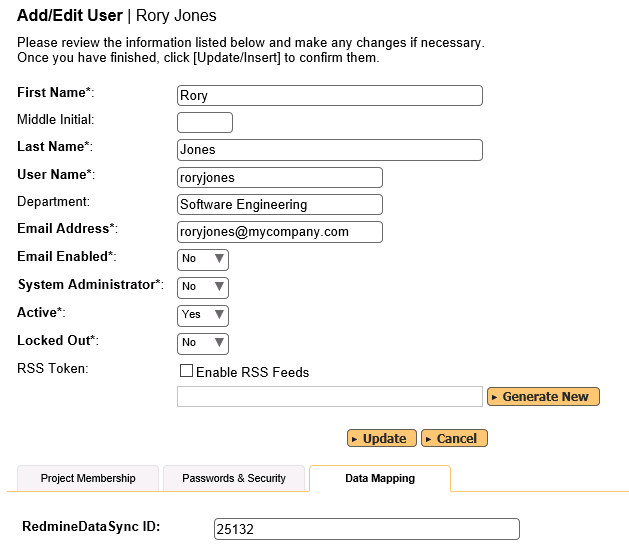 Add/Edit User | Rory Jones
Please review the information listed below and make any changes if necessary.
Once you have finished, click [Update/Insert] to confirm them.
First Name*: Rory
Middle Initial:
Last Name*: Jones
User Name*: roryjones
Department: Software Engineering
Email Address*: roryjones@mycompany.com
Email Enabled*: No
System Administrator*: No
Active*: Yes
Locked Out*: No
RSS Token: Enable RSS Feeds
Generate New
Update Cancel
Project Membership Passwords & Security Data Mapping
RedmineDataSync ID: 25132